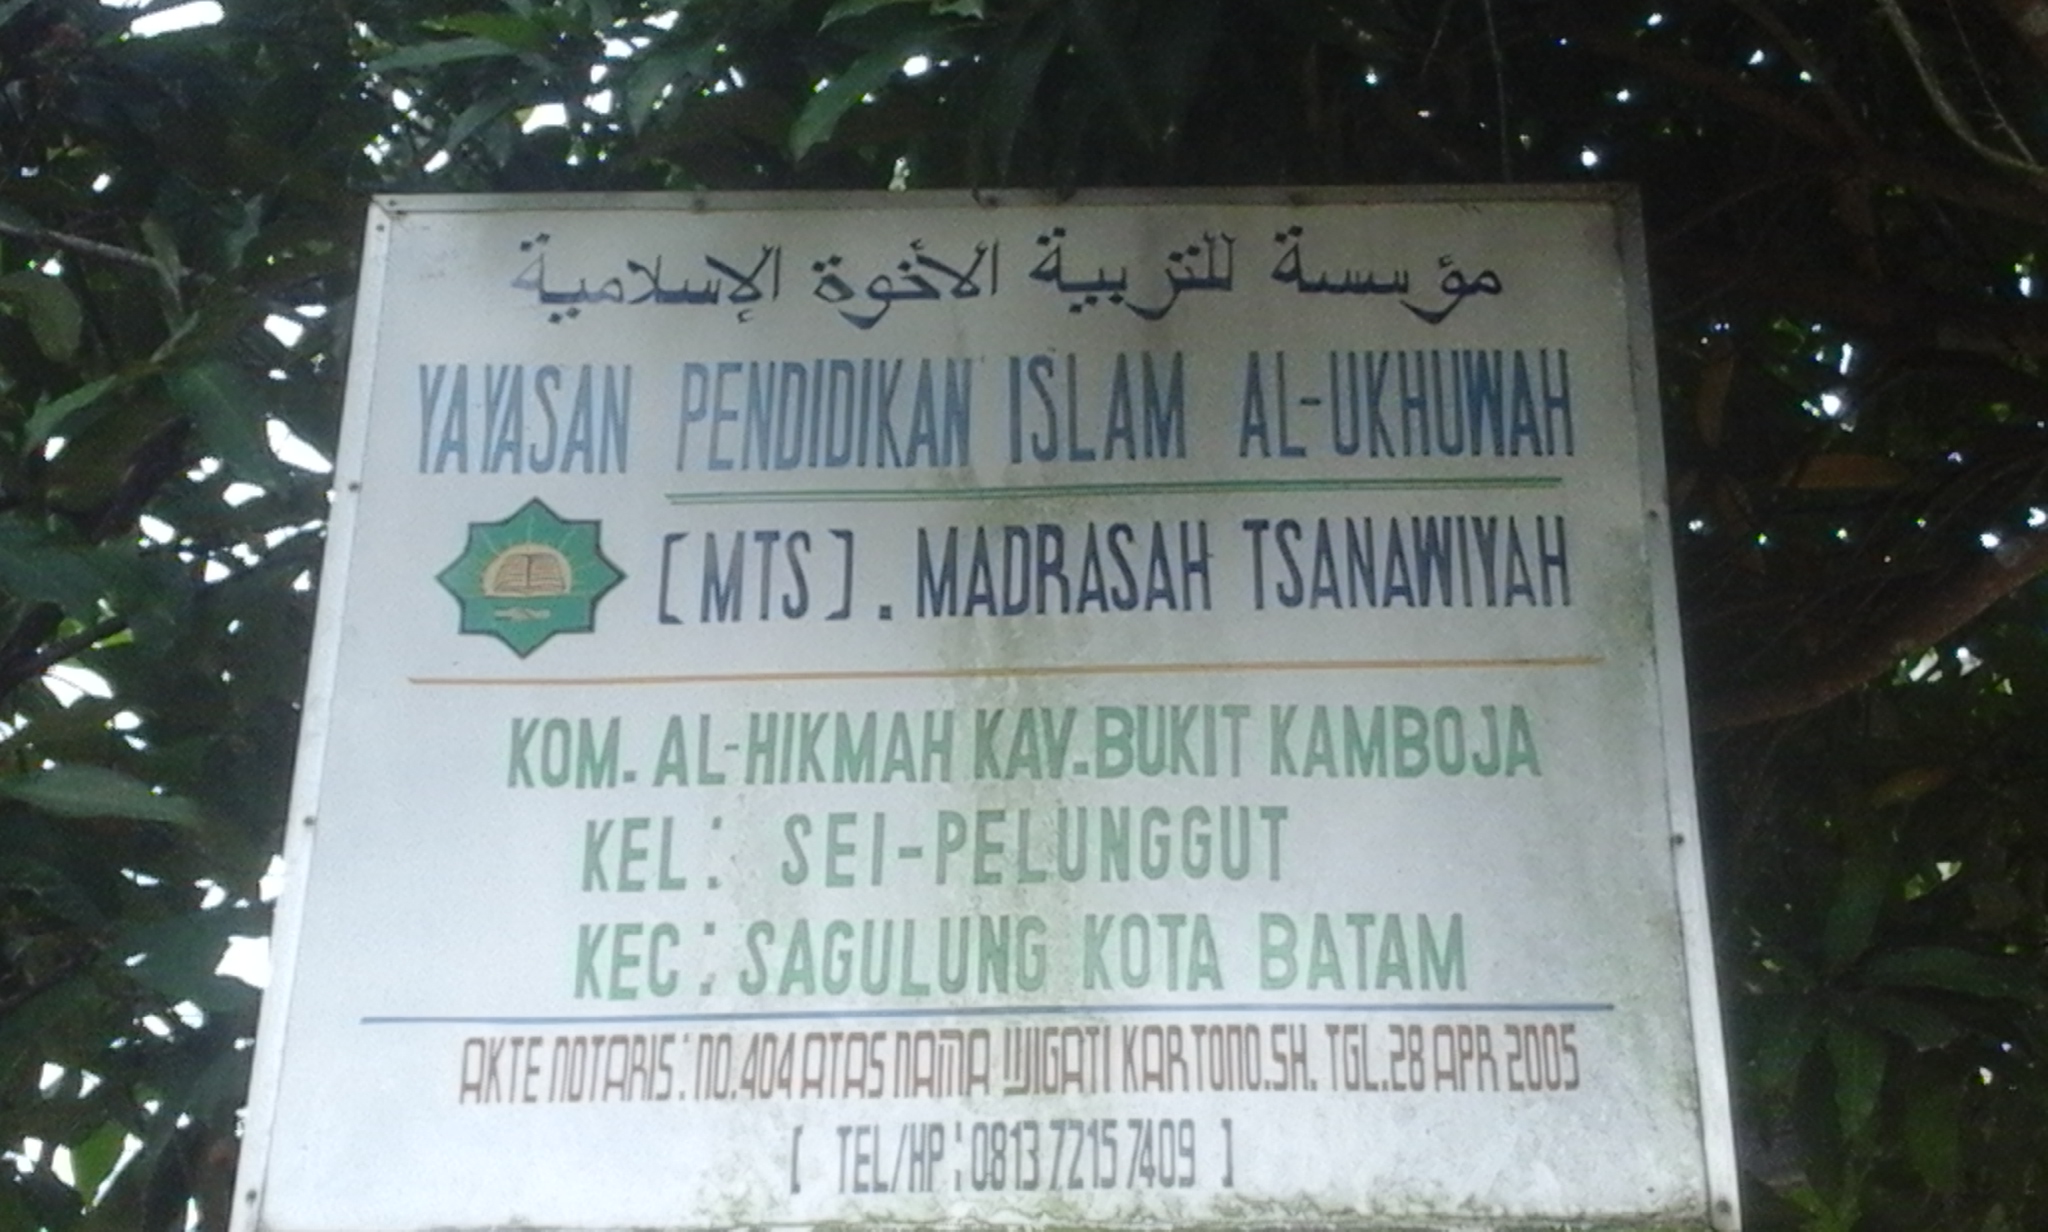 مؤسسة للتربية الأخوة الإسلامية
YAYASAN PENDIDIKAN ISLAM AL-UKHUWAH
[MTS]. MADRASAH TSANAWIYAH
KOM. AL-HIKMAH KAV.BUKIT KAMBOJA
KEL: SEI-PELUNGGUT
KEC: SAGULUNG KOTA BATAM
AKTE NOTARIS: NO.404 ATAS NAMA WIGATI KARTONO.SH. TGL.28 APR 2005
[ TEL/HP: 0813 7215 7409 ]